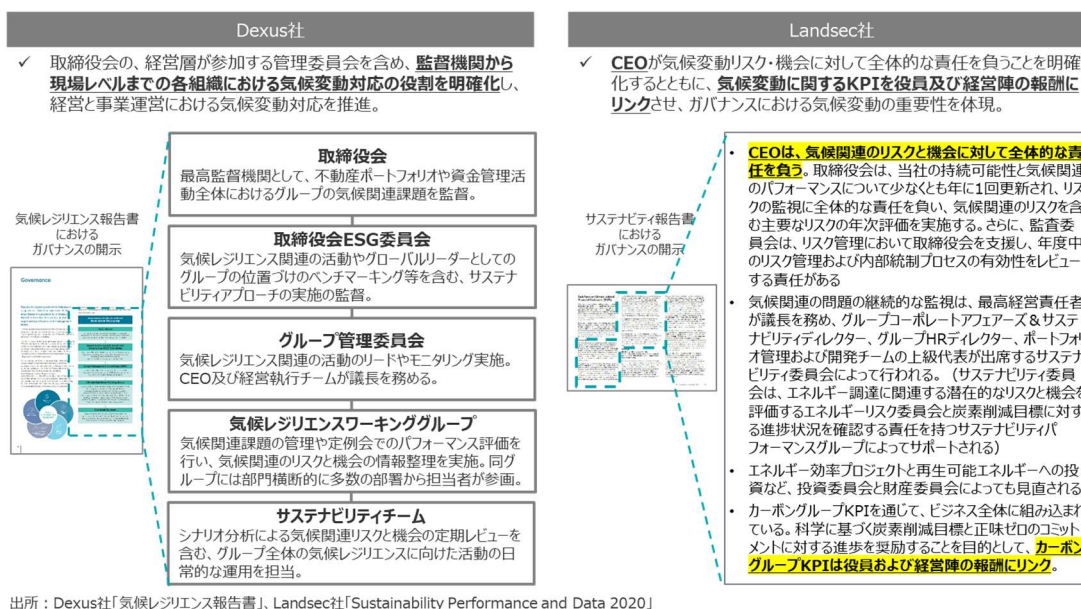 Dexus社
✓ 取締役会の、経営層が参加する管理委員会を含め、監督機関から
現場レベルまでの各組織における気候変動対応の役割を明確化し、
経営と事業運営における気候変動対応を推進。
気候レジリエンス報告書
における
ガバナンスの開示
Governance
取締役会
最高監督機関として、不動産ポートフォリオや資金管理活
動全体におけるグループの気候関連課題を監督。
取締役会ESG委員会
気候レジリエンス関連の活動やグローバルリーダーとしての
グループの位置づけのベンチマーキング等を含む、サステナ
ビリティアプローチの実施の監督。
グループ管理委員会
気候レジリエンス関連の活動のリードやモニタリング実施。
CEO及び経営執行チームが議長を務める。
気候レジリエンスワーキンググループ
気候関連課題の管理や定例会でのパフォーマンス評価を
行い、気候関連のリスクと機会の情報整理を実施。同グ
ループには部門横断的に多数の部署から担当者が参画。
サステナビリティチーム
シナリオ分析による気候関連リスクと機会の定期レビューを
含む、グループ全体の気候レジリエンスに向けた活動の日
常的な運用を担当。
Landsec社
✓ CEOが気候変動リスク・機会に対して全体的な責任を負うことを明確
化するとともに、気候変動に関するKPIを役員及び経営陣の報酬に
リンクさせ、ガバナンスにおける気候変動の重要性を体現。
サステナビティ報告書
における
ガバナンスの開示
• CEOは、気候関連のリスクと機会に対して全体的な責
任を負う。取締役会は、当社の持続可能性と気候関連
のパフォーマンスについて少なくとも年に1回更新され、リス
クの監視に全体的な責任を負い、気候関連のリスクを含
む主要なリスクの年次評価を実施する。さらに、監査委
員会は、リスク管理において取締役会を支援し、年度中
のリスク管理および内部統制プロセスの有効性をレビュー
する責任がある
• 気候関連の問題の継続的な監視は、最高経営責任者
が議長を務め、グループコーポレートアフェアーズ＆サステ
ナビリティディレクター、グループHRディレクター、ポートフォリ
オ管理および開発チームの上級代表が出席するサステナ
ビリティ委員会によって行われる。（サステナビリティ委員
会は、エネルギー調達に関連する潜在的なリスクと機会を
評価するエネルギーリスク委員会と炭素削減目標に対す
る進捗状況を確認する責任を持つサステナビリティパ
フォーマンスグループによってサポートされる）
• エネルギー効率プロジェクトと再生可能エネルギーへの投
資など、投資委員会と財産委員会によっても見直される
• カーボングループKPIを通じて、ビジネス全体に組み込まれ
ている。科学に基づく炭素削減目標と正味ゼロのコミット
メントに対する進歩を奨励することを目的として、カーボン
グループKPIは役員および経営陣の報酬にリンク。
出所：Dexus社「気候レジリエンス報告書」、Landsec社「Sustainability Performance and Data 2020」